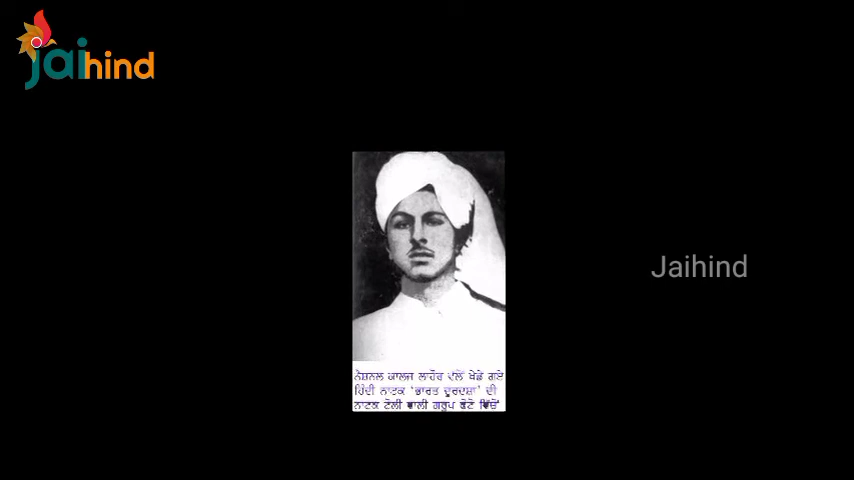 jaihind
Jaihind
ਨੈਸ਼ਨਲ ਕਾਲਜ ਲਾਹੌਰ ਵਲੋਂ ਖੇਡੇ ਗਏ
ਹਿੰਦੀ ਨਾਟਕ ‘ਭਾਰਤ ਦੂਰਦਸ਼ਾ’ ਦੀ
ਨਾਟਕ ਟੋਲੀ ਵਾਲੀ ਗਰੁਪ ਫੋਟੋ ਵਿੱਚੋਂ